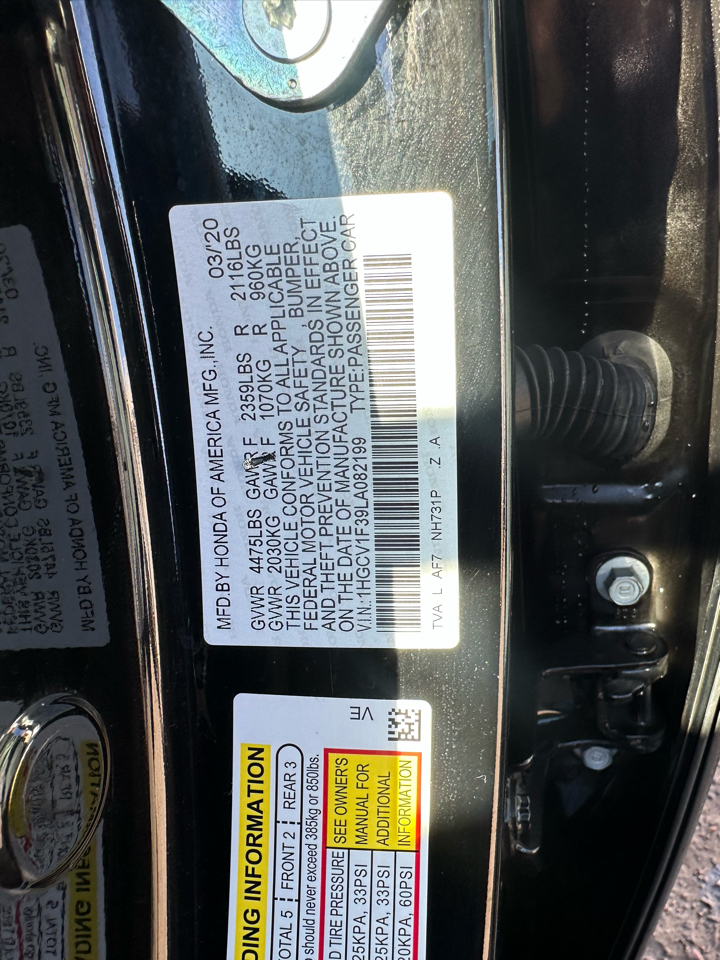 MFD.BY HONDA OF AMERICA MFG.,INC. 03/'20
GVWR 4475LBS GAWR F 2359LBS R 2116LBS
GVWR 2030KG GAWR F 1070KG R 960KG
THIS VEHICLE CONFORMS TO ALL APPLICABLE
FEDERAL MOTOR VEHICLE SAFETY, BUMPER,
AND THEFT PREVENTION STANDARDS IN EFFECT
ON THE DATE OF MANUFACTURE SHOWN ABOVE.
V.I.N.:1HGCV1F39LA082199 TYPE:PASSENGER CAR
TVA L AF7 NH731P Z .A
VE
DING INFORMATION
OTAL 5 FRONT 2 REAR 3
should never exceed 385kg or 850lbs.
D TIRE PRESSURE SEE OWNER'S
25KPA, 33PSI MANUAL FOR
25KPA, 33PSI ADDITIONAL
20KPA, 60PSI INFORMATION